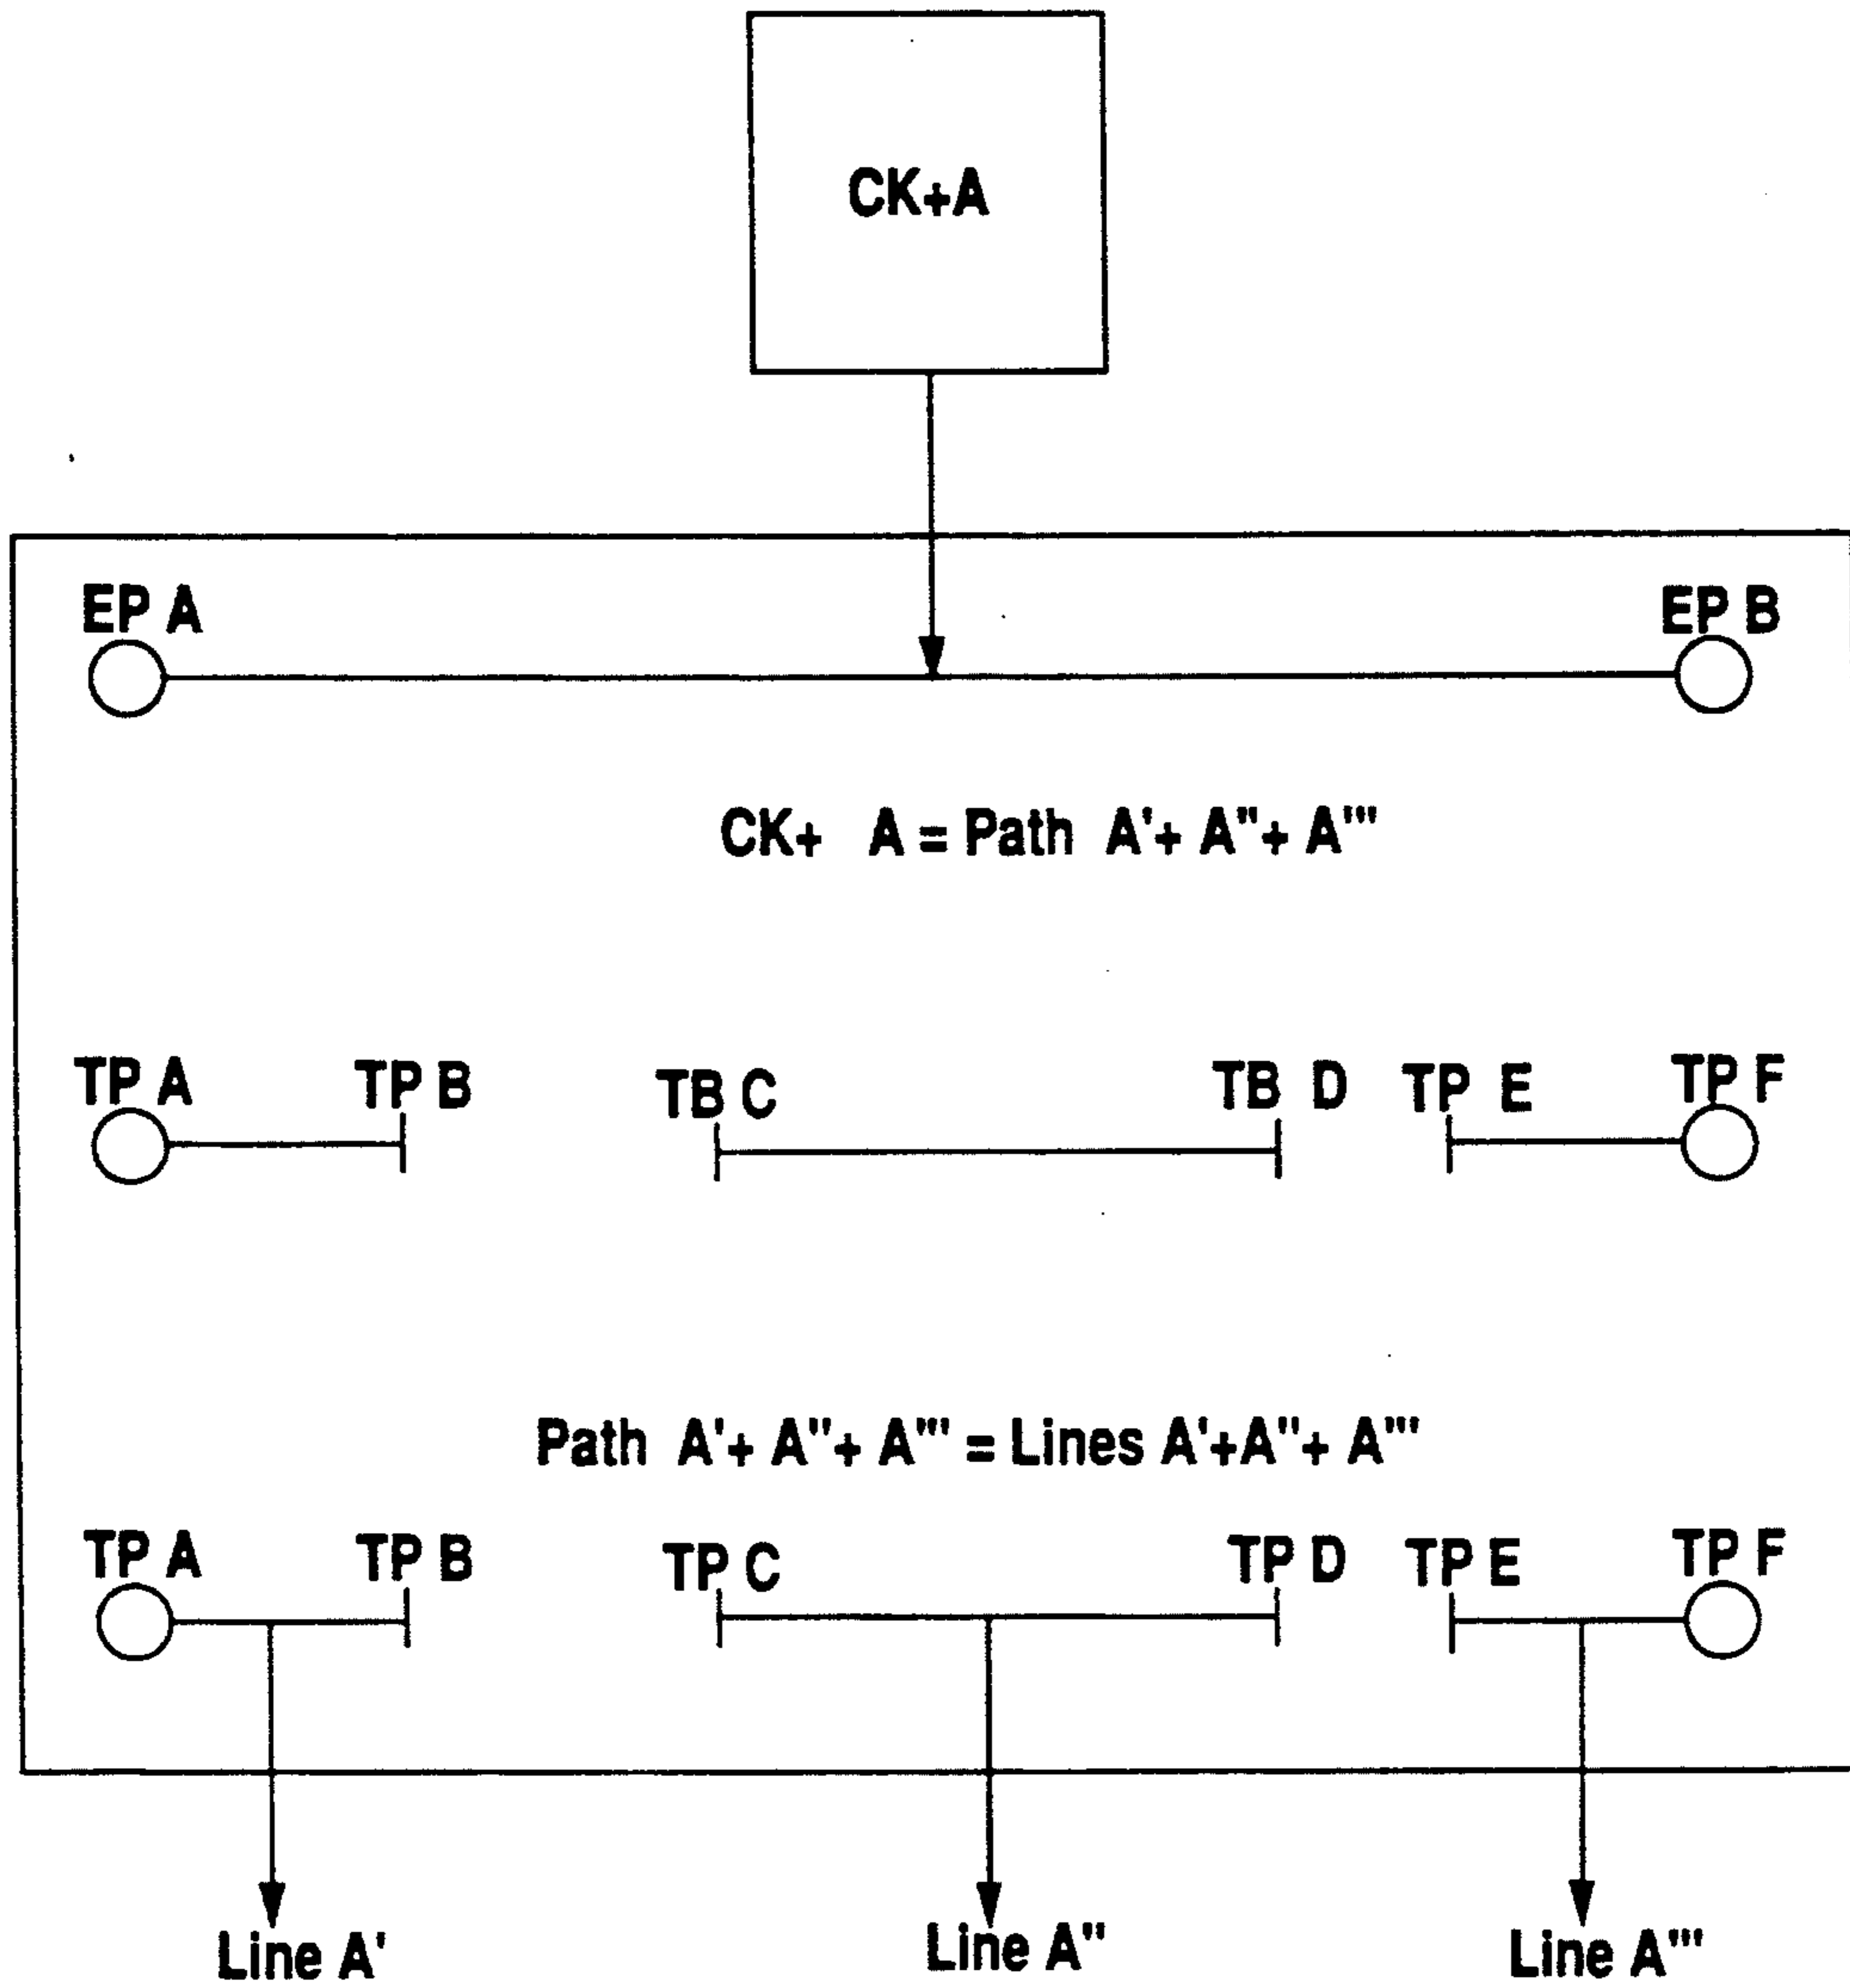 CK+A
EP A EP B
CK+ A = Path A'+ A"+ A'"
TP A TP B TB C TB D TP E TP F
Path A'+ A"+ A'" = Lines A'+A"+ A'"
TP A TP B TP C TP D TP E TP F
Line A' Line A" Line A'"